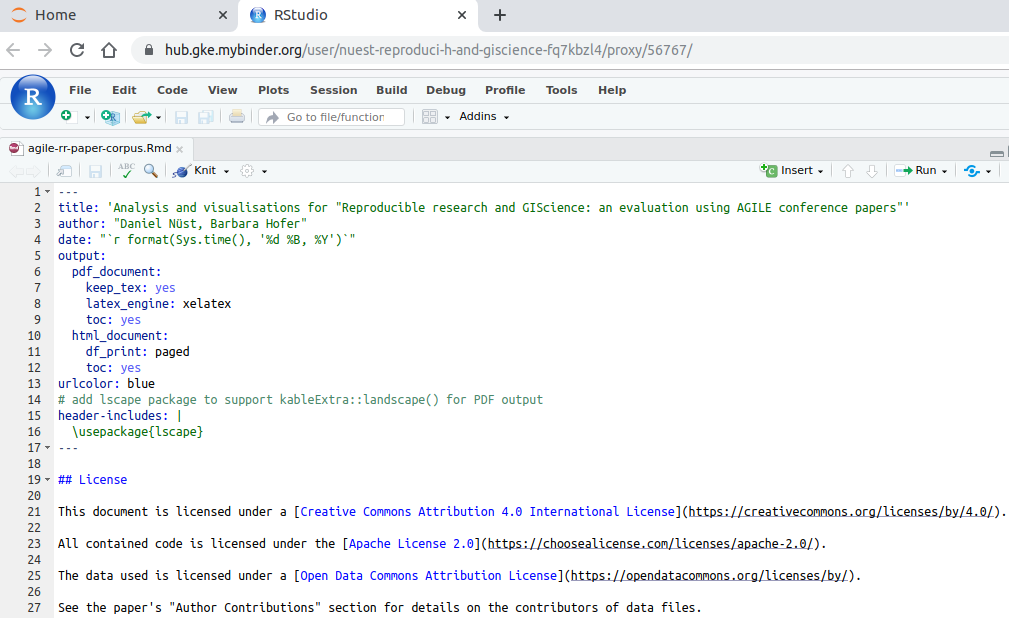 Home
RStudio
hub.gke.mybinder.org/user/nuest-reproduci-h-and-giscience-fq7kbzl4/proxy/56767/
R File Edit Code View Plots Session Build Debug Profile Tools Help
Go to file/function Addins
agile-rr-paper-corpus.Rmd
ABC Knit Insert Run
1 ---
2 title: 'Analysis and visualisations for "Reproducible research and GIScience: an evaluation using AGILE conference papers"'
3 author: "Daniel Nüst, Barbara Hofer"
4 date: "`r format(Sys.time(), '%d %B, %Y')`"
5 output:
6   pdf_document:
7     keep_tex: yes
8     latex_engine: xelatex
9     toc: yes
10   html_document:
11     df_print: paged
12     toc: yes
13 urlcolor: blue
14 # add lscape package to support kableExtra::landscape() for PDF output
15 header-includes: |
16   \usepackage{lscape}
17 ---
18
19 ## License
20
21 This document is licensed under a [Creative Commons Attribution 4.0 International License](https://creativecommons.org/licenses/by/4.0/).
22
23 All contained code is licensed under the [Apache License 2.0](https://choosealicense.com/licenses/apache-2.0/).
24
25 The data used is licensed under a [Open Data Commons Attribution License](https://opendatacommons.org/licenses/by/).
26
27 See the paper's "Author Contributions" section for details on the contributors of data files.